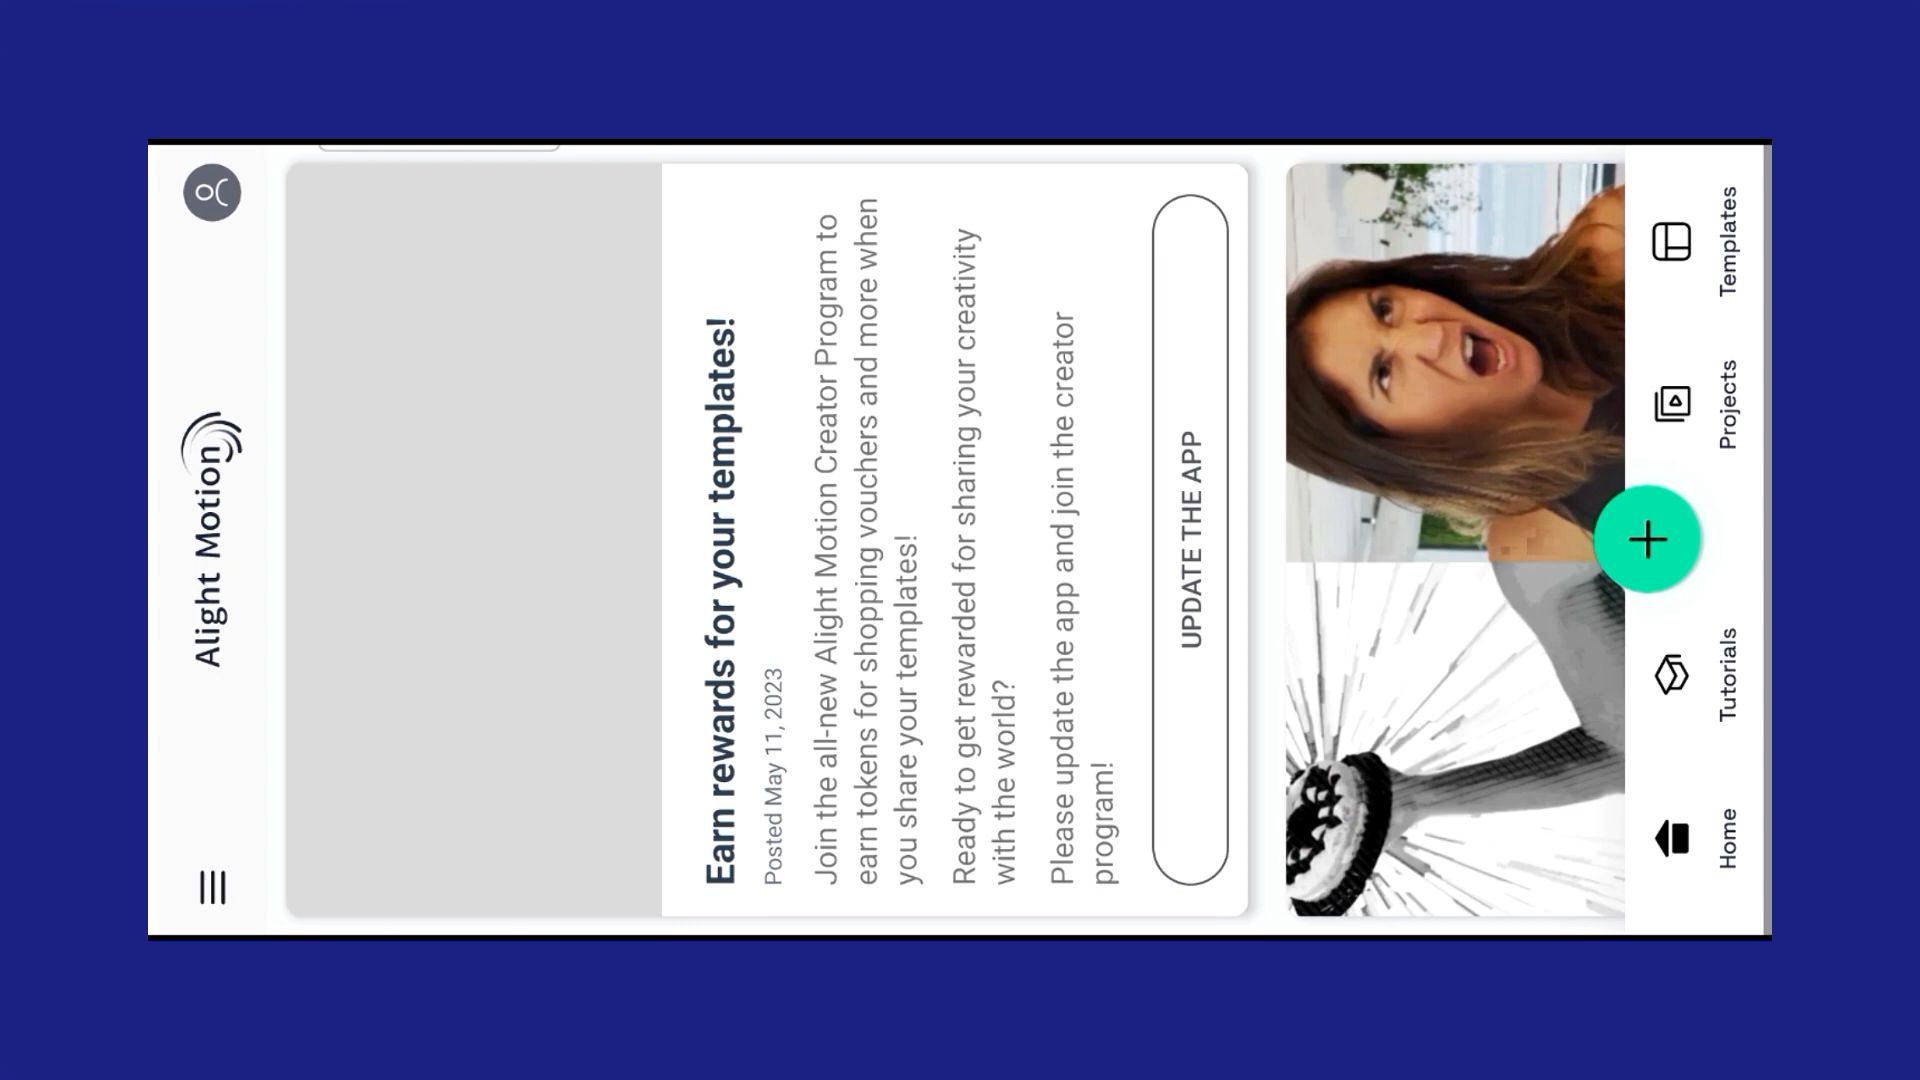 Alight Motion
Earn rewards for your templates!
Posted May 11, 2023
Join the all-new Alight Motion Creator Program to
earn tokens for shopping vouchers and more when
you share your templates!
Ready to get rewarded for sharing your creativity
with the world?
Please update the app and join the creator
program!
UPDATE THE APP
Home
Tutorials
Projects
Templates